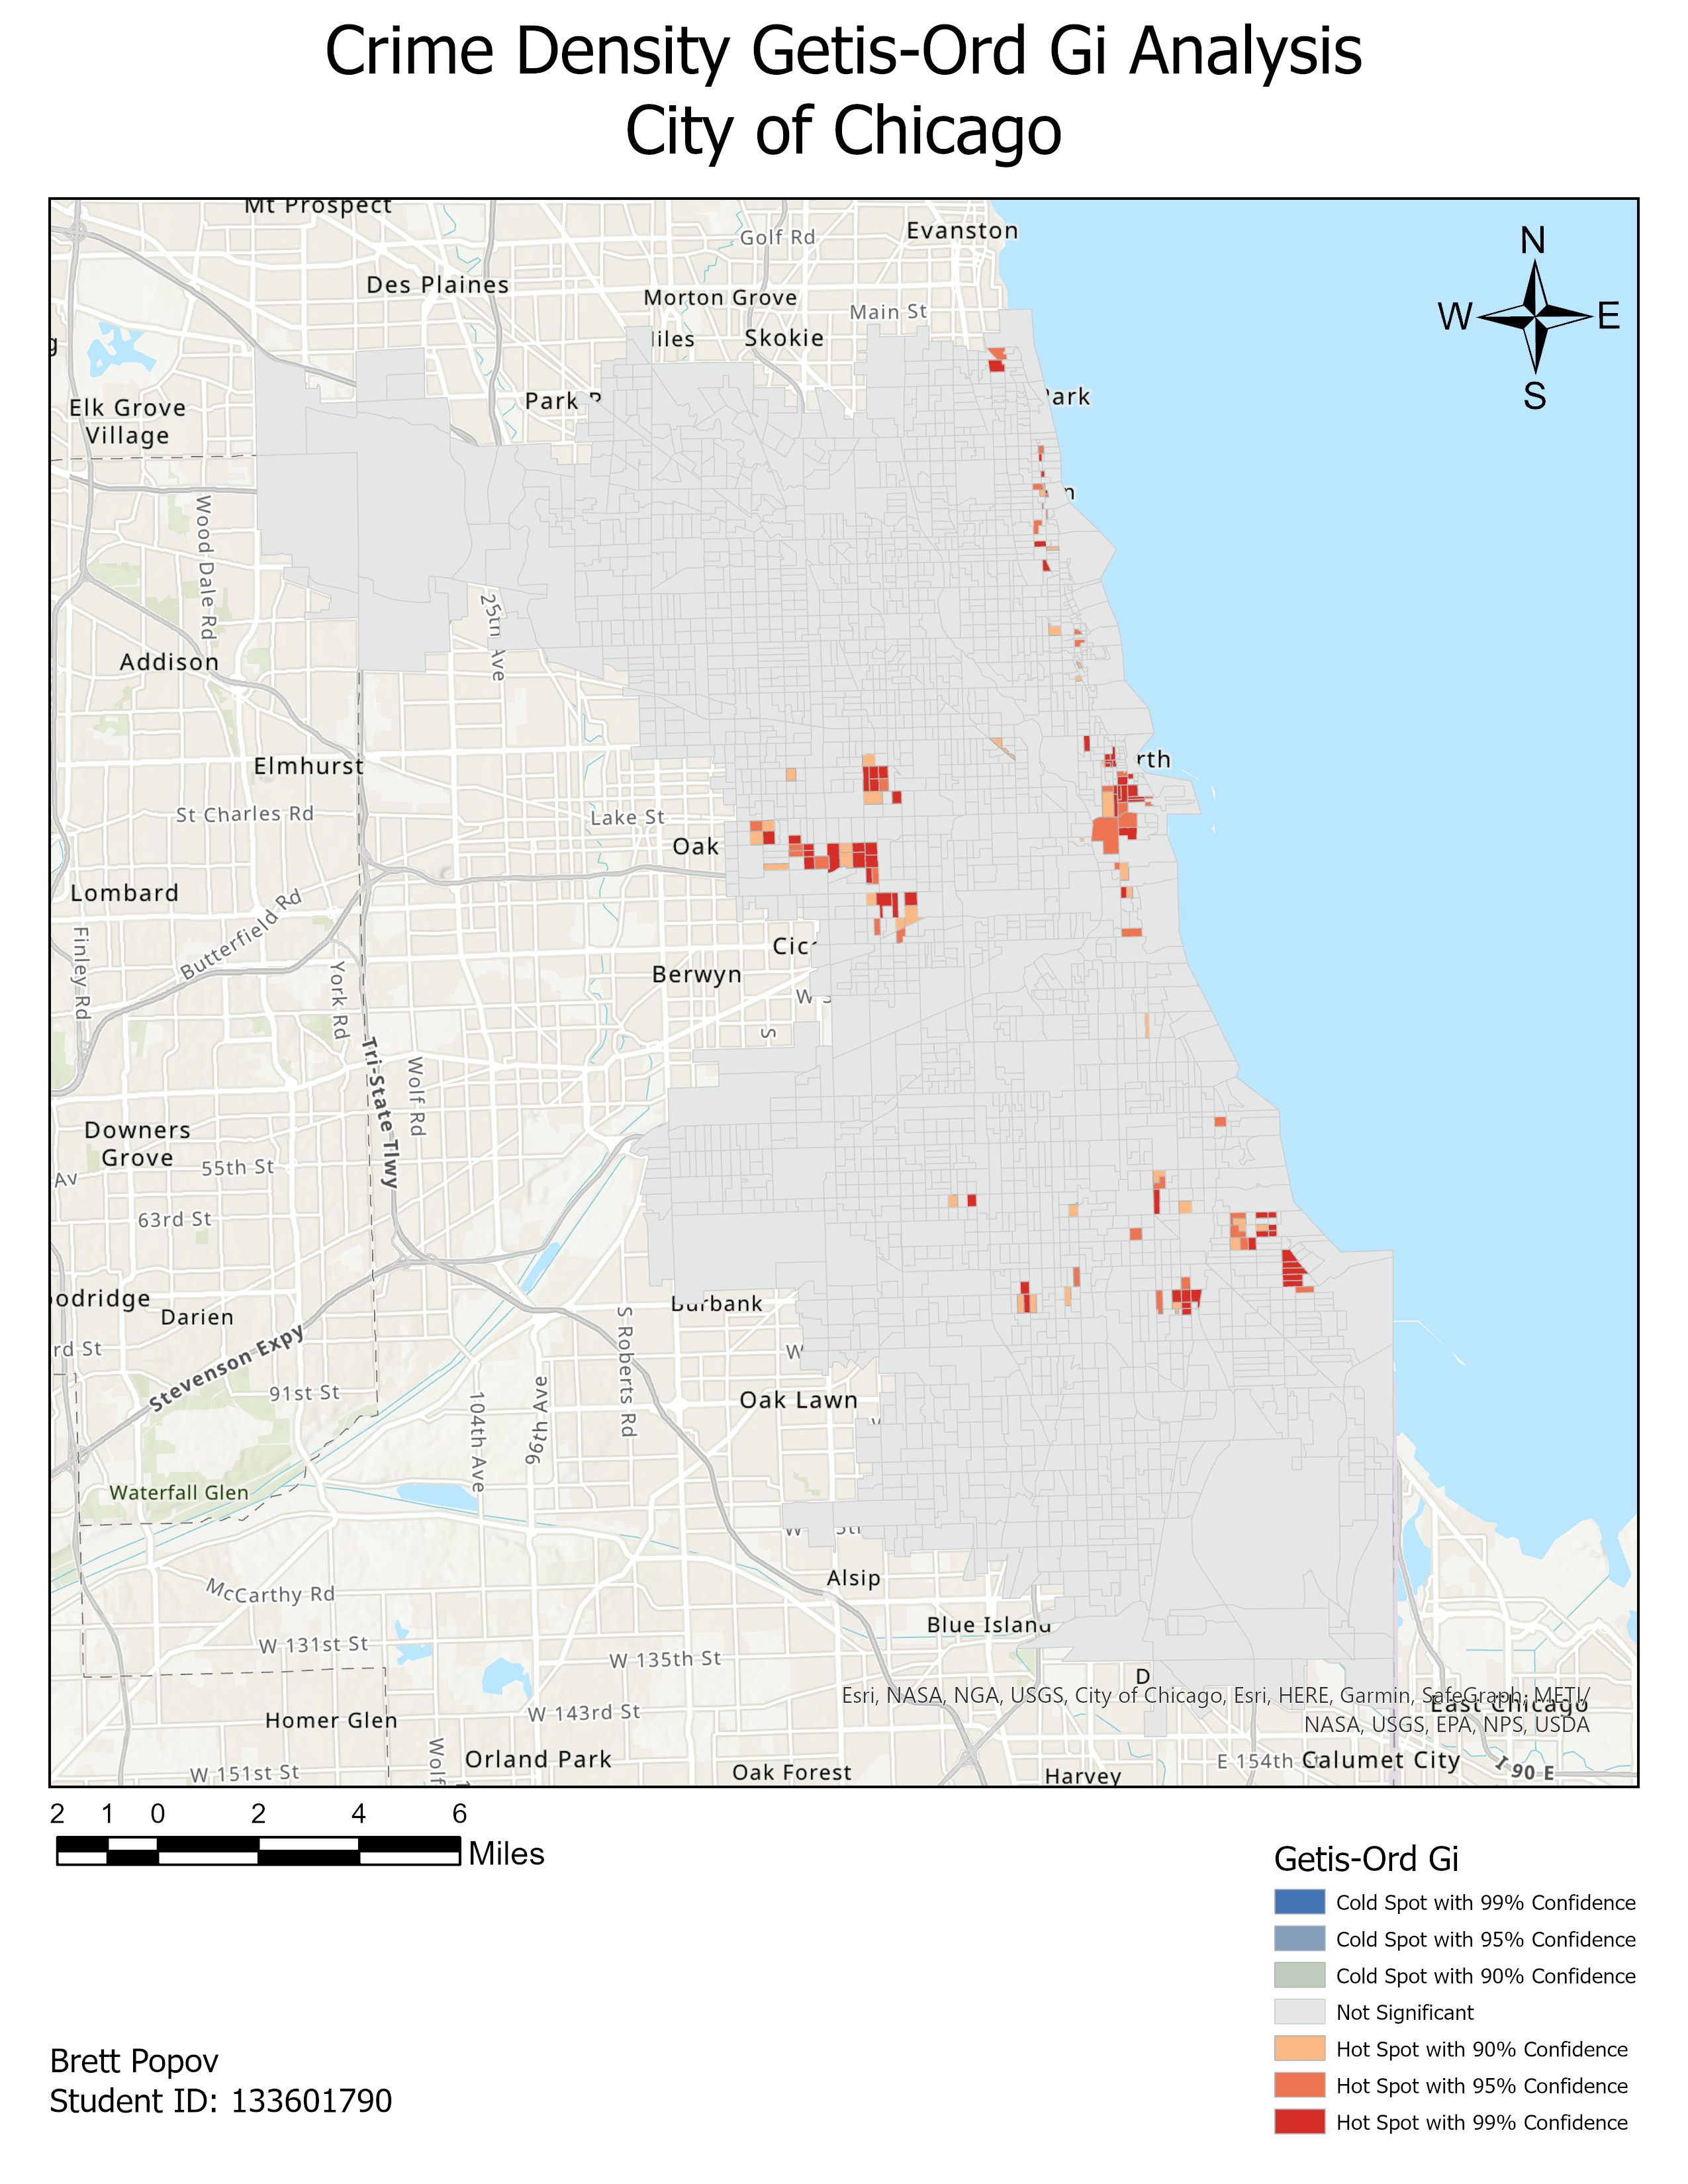 Crime Density Getis-Ord Gi Analysis
City of Chicago
Mt Prospect
Golf Rd
Evanston
N
Des Plaines
Morton Grove
Main St
W
E
Skokie
S
Elk Grove
Village
Park
Wood Dale Rd
25th Ave
Addison
Elmhurst
St Charles Rd
Lake St
Oak
Lombard
Butterfield Rd
Finley Rd
York Rd
Berwyn
Tri-State Tlwy
Wolf Rd
Downers
Grove
55th St
63rd St
Darien
Burbank
Stevenson Expy
S Roberts Rd
91st St
104th Ave
96th Ave
Oak Lawn
Waterfall Glen
Alsip
McCarthy Rd
Blue Island
W 131st St
W 135th St
D
Esri, NASA, NGA, USGS, City of Chicago, Esri, HERE, Garmin, SafeGraph, METI/
East Chicago
NASA, USGS, EPA, NPS, USDA
Homer Glen
W 143rd St
Wolf
Orland Park
E 154th St
Calumet City
I 90 E
W 151st St
Oak Forest
Harvey
2 1 0 2 4 6
Miles
Getis-Ord Gi
Cold Spot with 99% Confidence
Cold Spot with 95% Confidence
Cold Spot with 90% Confidence
Not Significant
Hot Spot with 90% Confidence
Hot Spot with 95% Confidence
Hot Spot with 99% Confidence
Brett Popov
Student ID: 133601790